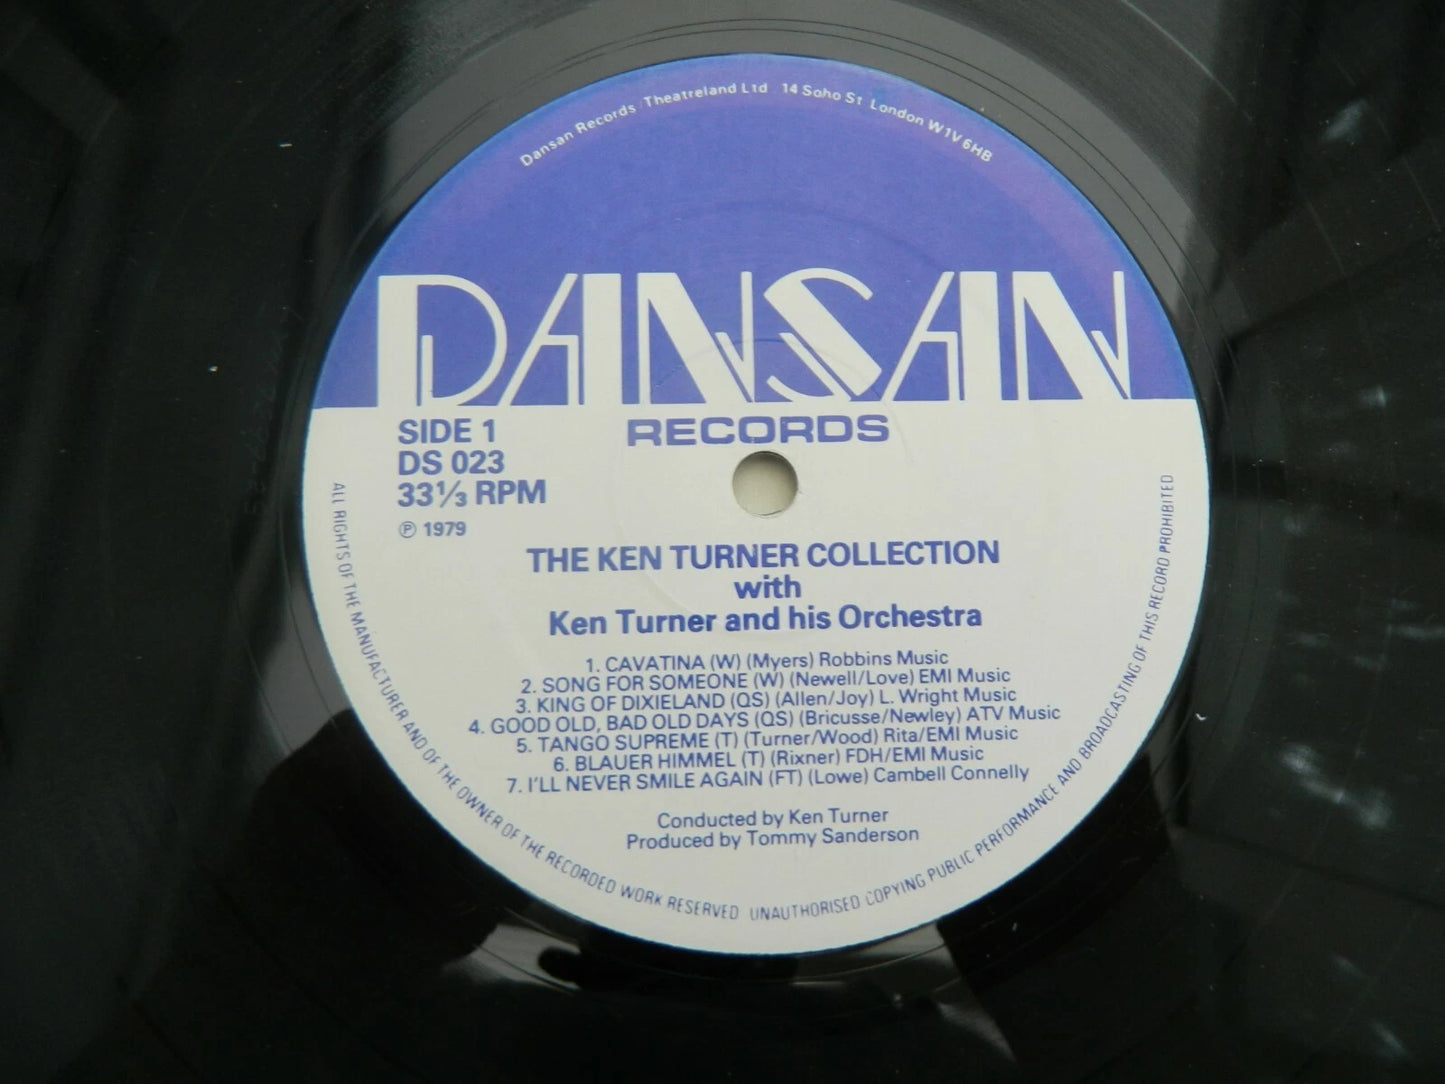 Dansan Records Theatreland Ltd 14 Soho St London W1V 6HB
DANSAN
RECORDS
SIDE 1
DS 023
33⅓ RPM
℗ 1979
THE KEN TURNER COLLECTION
with
Ken Turner and his Orchestra
1. CAVATINA (W) (Myers) Robbins Music
2. SONG FOR SOMEONE (W) (Newell/Love) EMI Music
3. KING OF DIXIELAND (QS) (Allen/Joy) L. Wright Music
4. GOOD OLD, BAD OLD DAYS (QS) (Bricusse/Newley) ATV Music
5. TANGO SUPREME (T) (Turner/Wood) Rita/EMI Music
6. BLAUER HIMMEL (T) (Rixner) FDH/EMI Music
7. I'LL NEVER SMILE AGAIN (FT) (Lowe) Cambell Connelly
Conducted by Ken Turner
Produced by Tommy Sanderson
ALL RIGHTS OF THE MANUFACTURER AND OF THE OWNER OF THE RECORDED WORK RESERVED UNAUTHORISED COPYING PUBLIC PERFORMANCE AND BROADCASTING OF THIS RECORD PROHIBITED